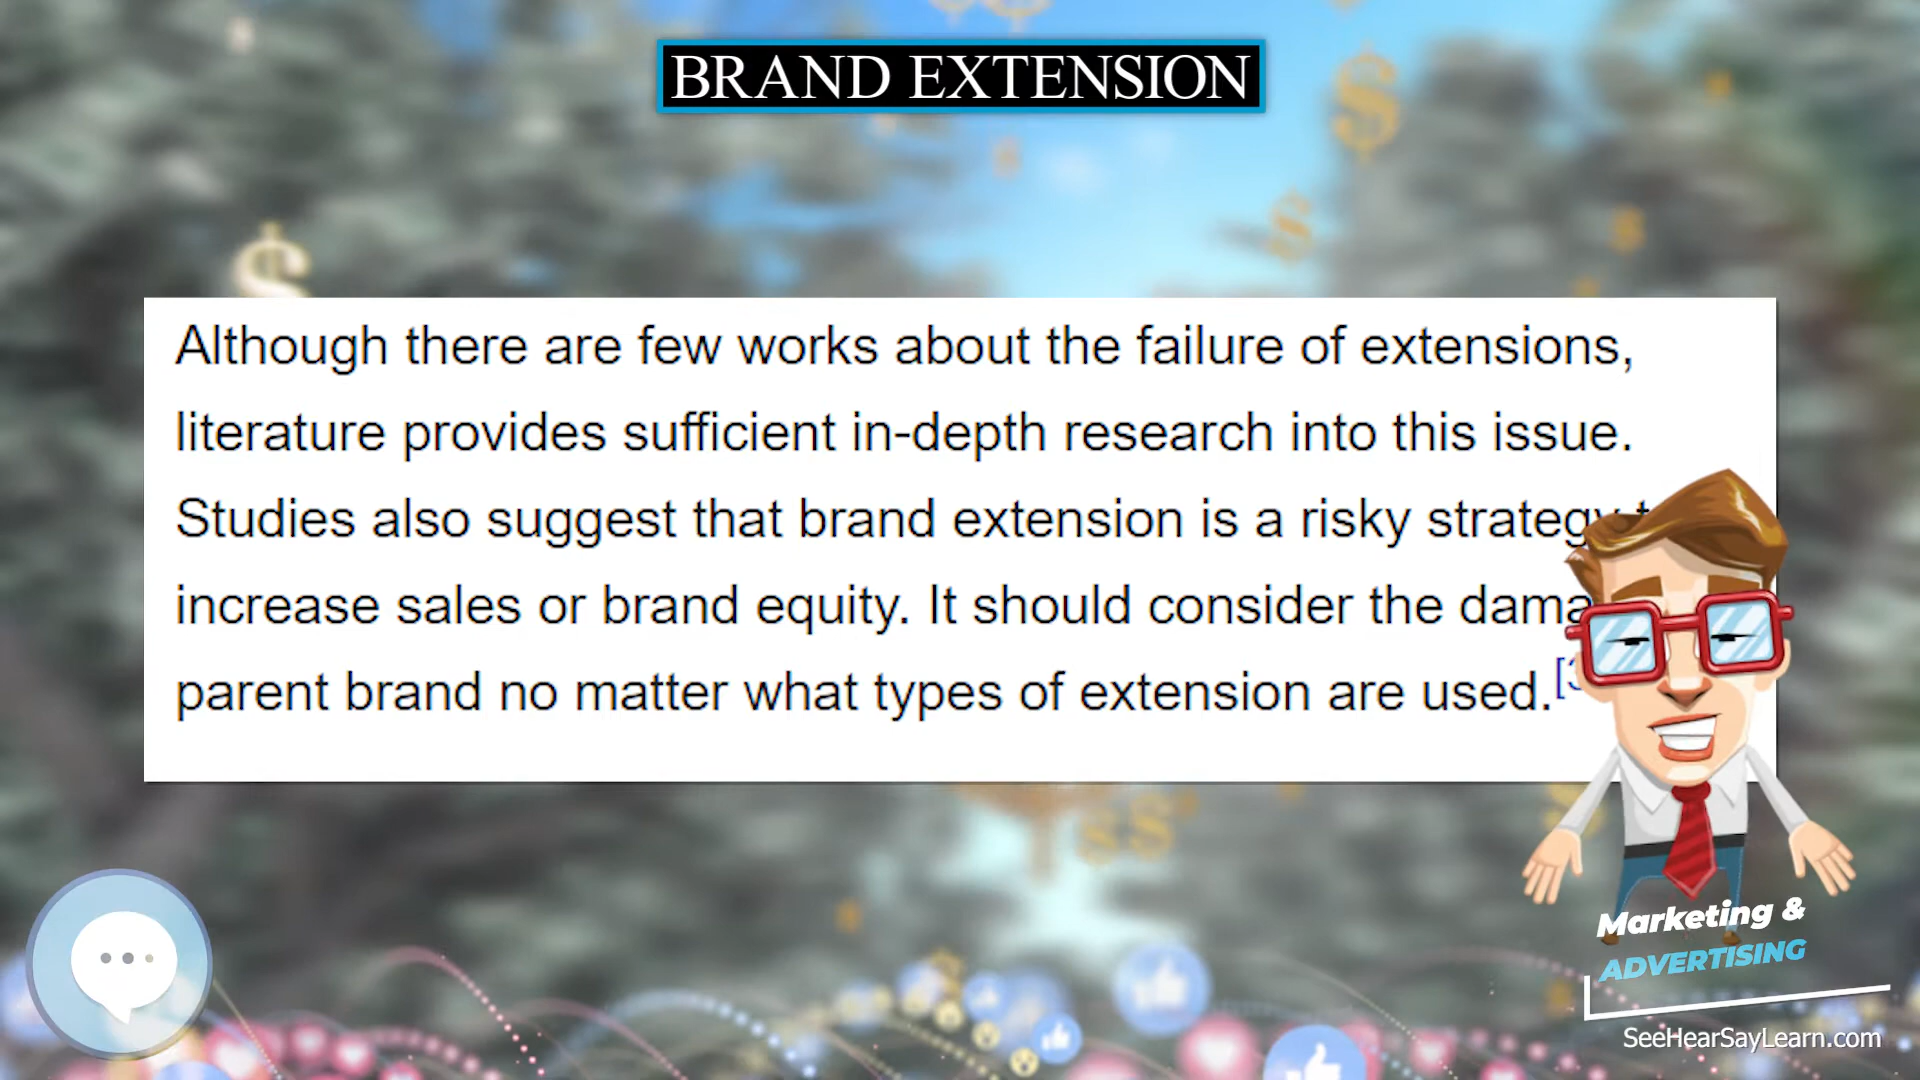 BRAND EXTENSION
Although there are few works about the failure of extensions,
literature provides sufficient in-depth research into this issue.
Studies also suggest that brand extension is a risky strategy
increase sales or brand equity. It should consider the
parent brand no matter what types of extension are used.
Marketing &
ADVERTISING
SeeHearSayLearn.com